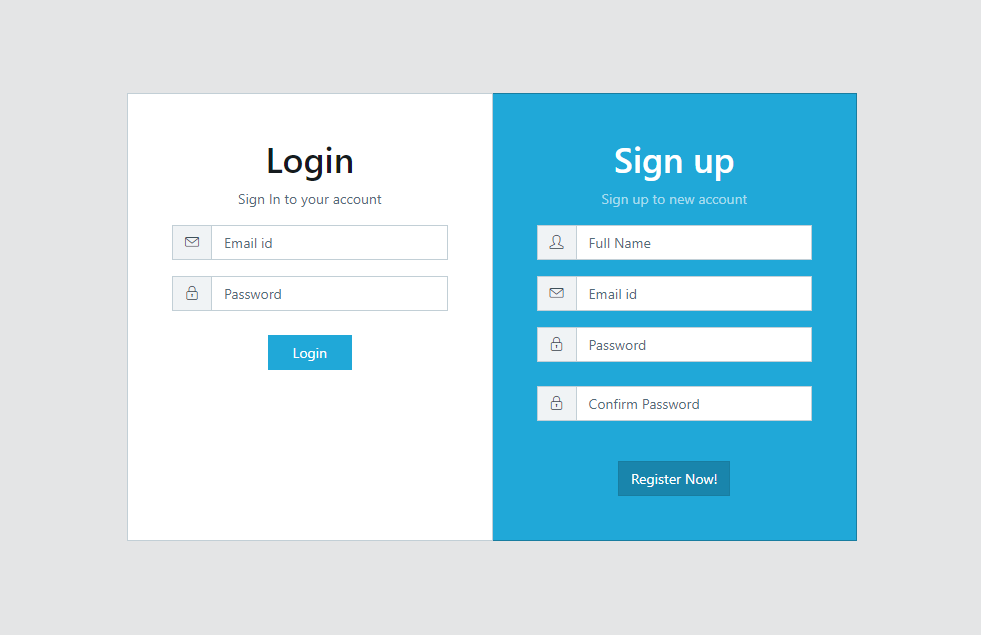 Login
Sign In to your account
Email id
Password
Login
Sign up
Sign up to new account
Full Name
Email id
Password
Confirm Password
Register Now!